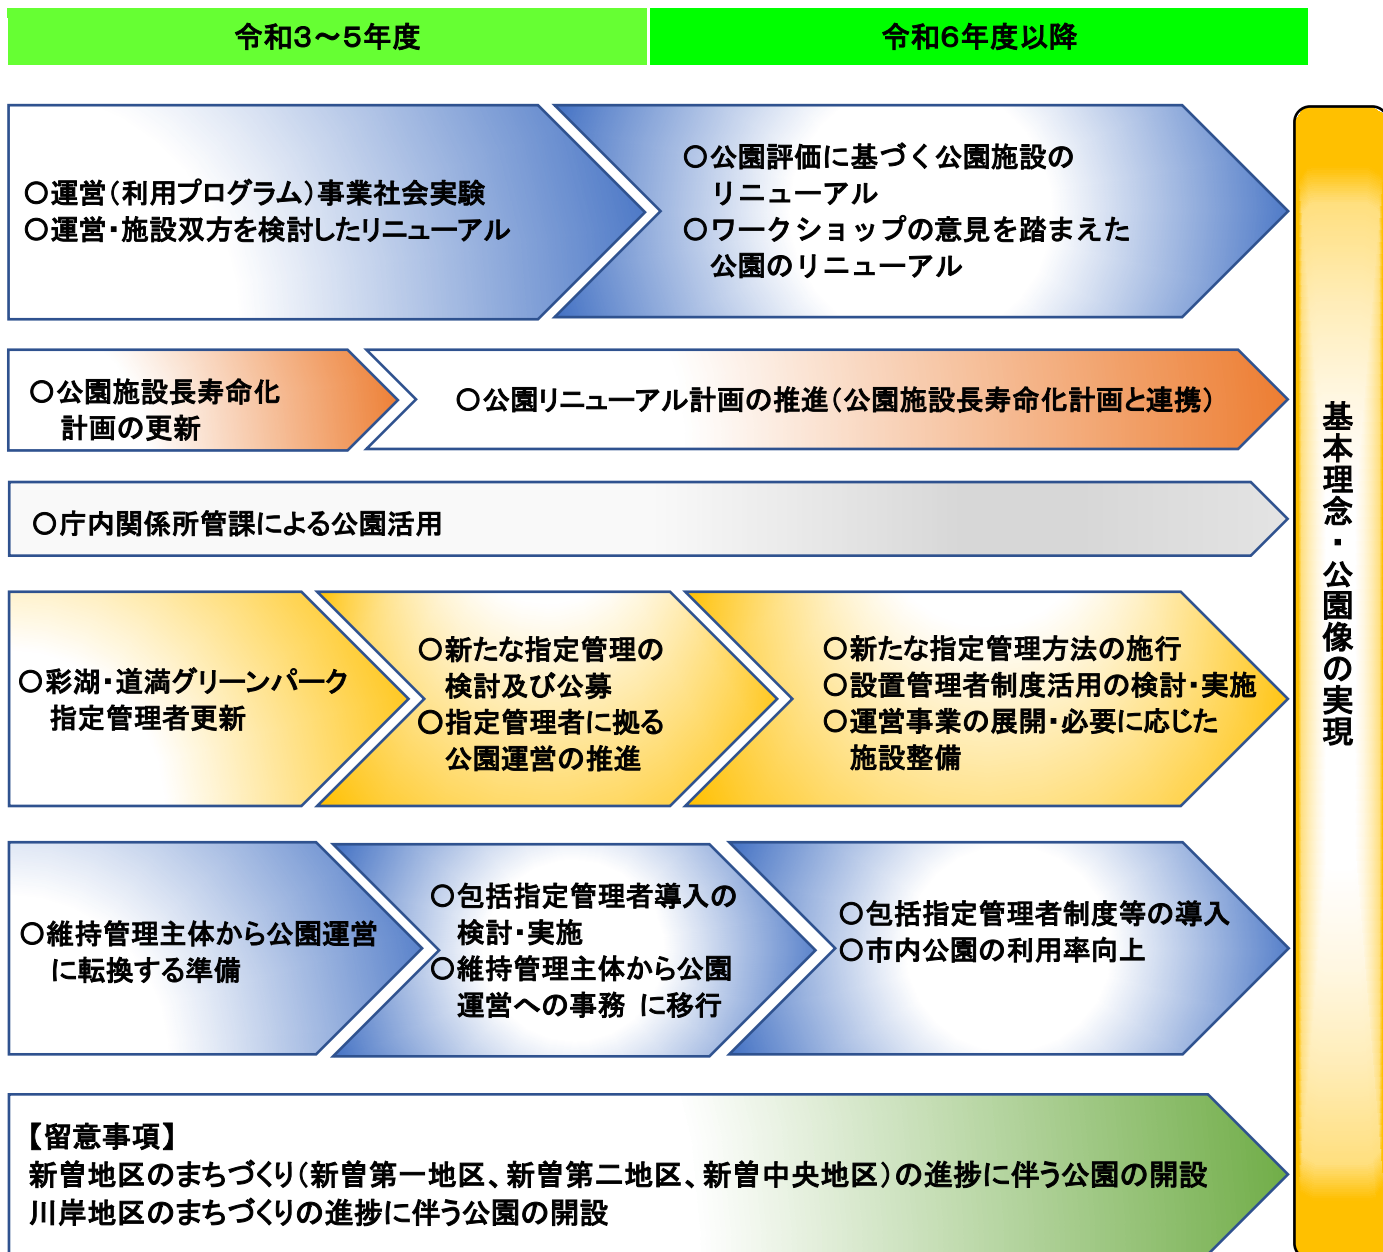 令和3～5年度
令和6年度以降
○運営（利用プログラム）事業社会実験
○運営・施設双方を検討したリニューアル
○公園評価に基づく公園施設の
リニューアル
○ワークショップの意見を踏まえた
公園のリニューアル
○公園施設長寿命化
計画の更新
○公園リニューアル計画の推進（公園施設長寿命化計画と連携）
○庁内関係所管課による公園活用
○彩湖・道満グリーンパーク
指定管理者更新
○新たな指定管理の
検討及び公募
○指定管理者に拠る
公園運営の推進
○新たな指定管理方法の施行
○設置管理者制度活用の検討・実施
○運営事業の展開・必要に応じた
施設整備
○維持管理主体から公園運営
に転換する準備
○包括指定管理者導入の
検討・実施
○維持管理主体から公園
運営への事務 に移行
○包括指定管理者制度等の導入
○市内公園の利用率向上
【留意事項】
新曽地区のまちづくり（新曽第一地区、新曽第二地区、新曽中央地区）の進捗に伴う公園の開設
川岸地区のまちづくりの進捗に伴う公園の開設
基本理念・公園像の実現